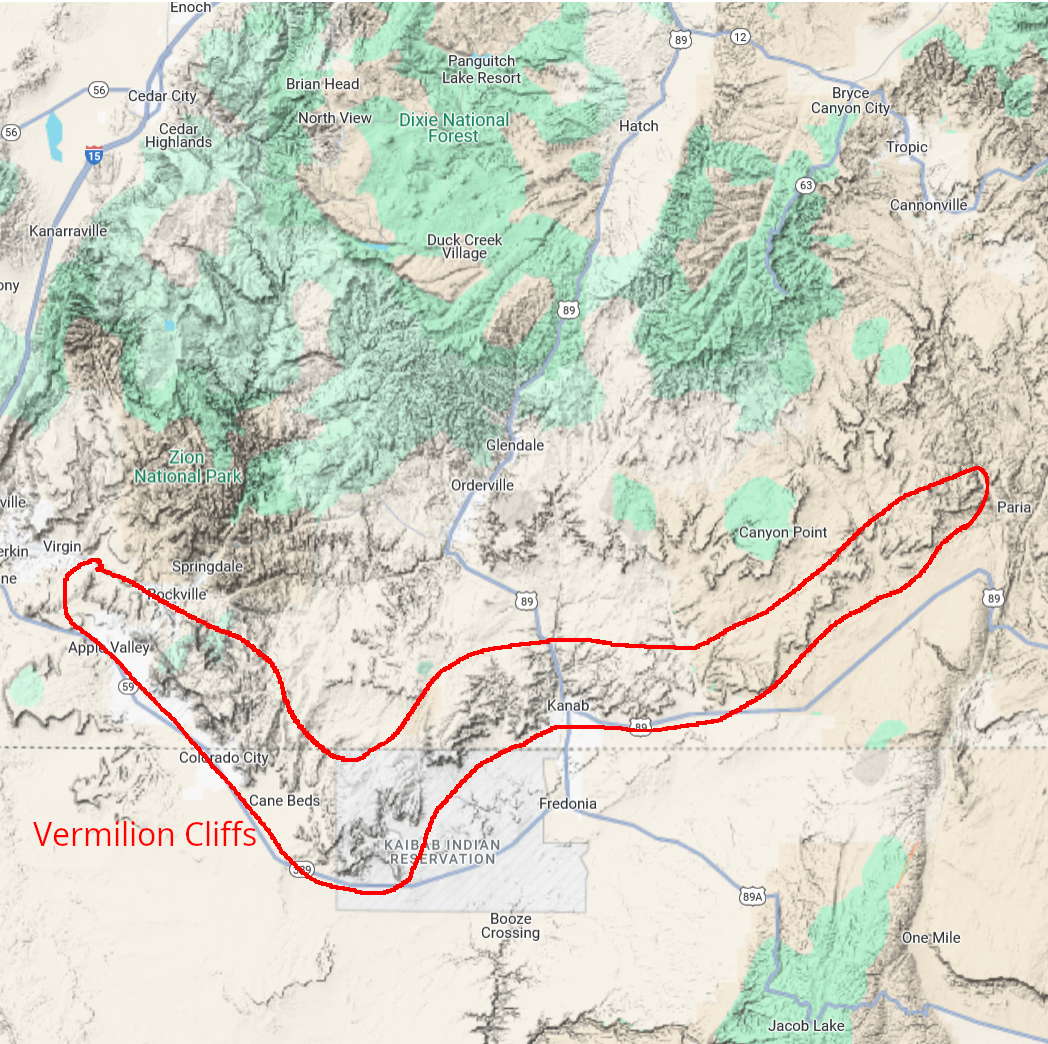 Enoch
89
12
Panguitch
Lake Resort
Brian Head
56
Cedar City
Bryce
Canyon City
North View
Dixie National
Forest
Hatch
56
Cedar
Highlands
15
Tropic
63
Cannonville
Kanarraville
Duck Creek
Village
ony
89
Glendale
Zion
National Park
Orderville
ville
Paria
Canyon Point
Virgin
erkin
Springdale
ne
Rockville
89
89
Apple Valley
59
Kanab
89
Colorado City
Cane Beds
Fredonia
Vermilion Cliffs
KAIBAB INDIAN
RESERVATION
389
89A
Booze
Crossing
One Mile
Jacob Lake